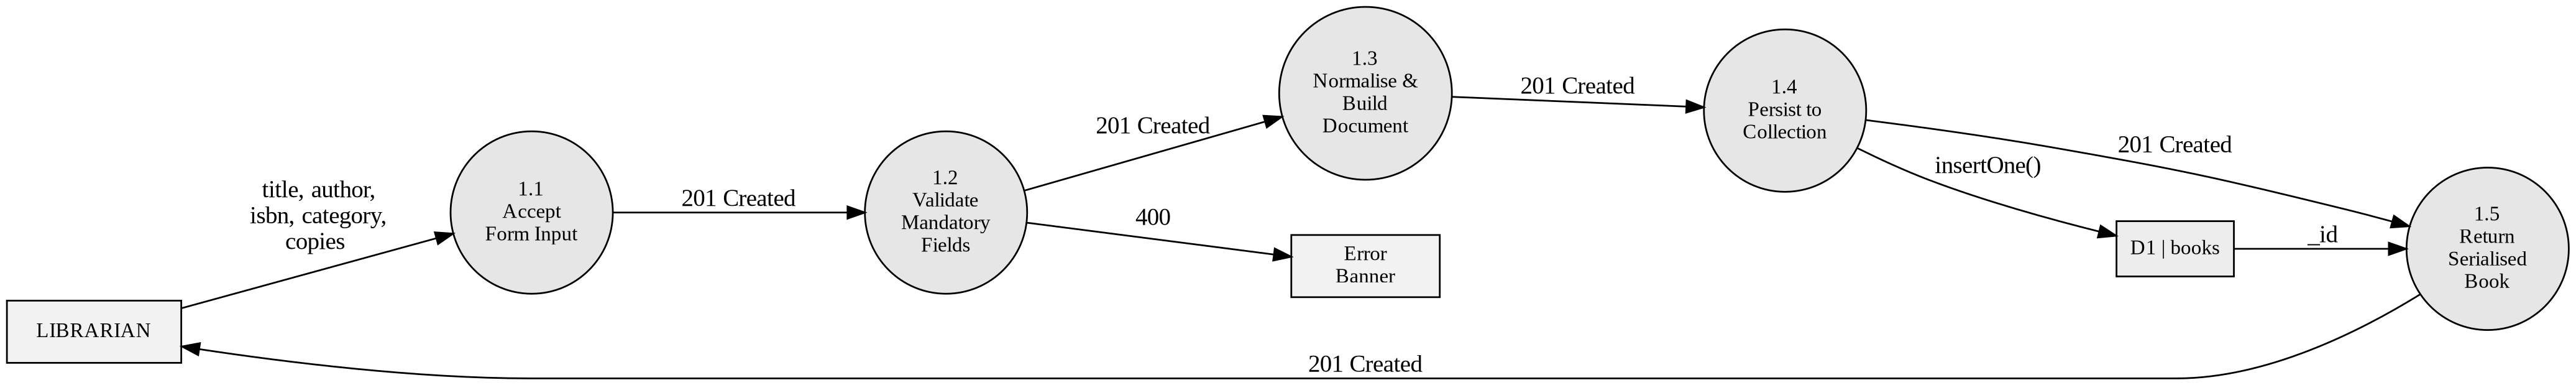 LIBRARIAN
title, author,
isbn, category,
copies
1.1
Accept
Form Input
201 Created
1.2
Validate
Mandatory
Fields
201 Created
400
1.3
Normalise &
Build
Document
Error
Banner
201 Created
1.4
Persist to
Collection
201 Created
insertOne()
D1 | books
_id
1.5
Return
Serialised
Book
201 Created